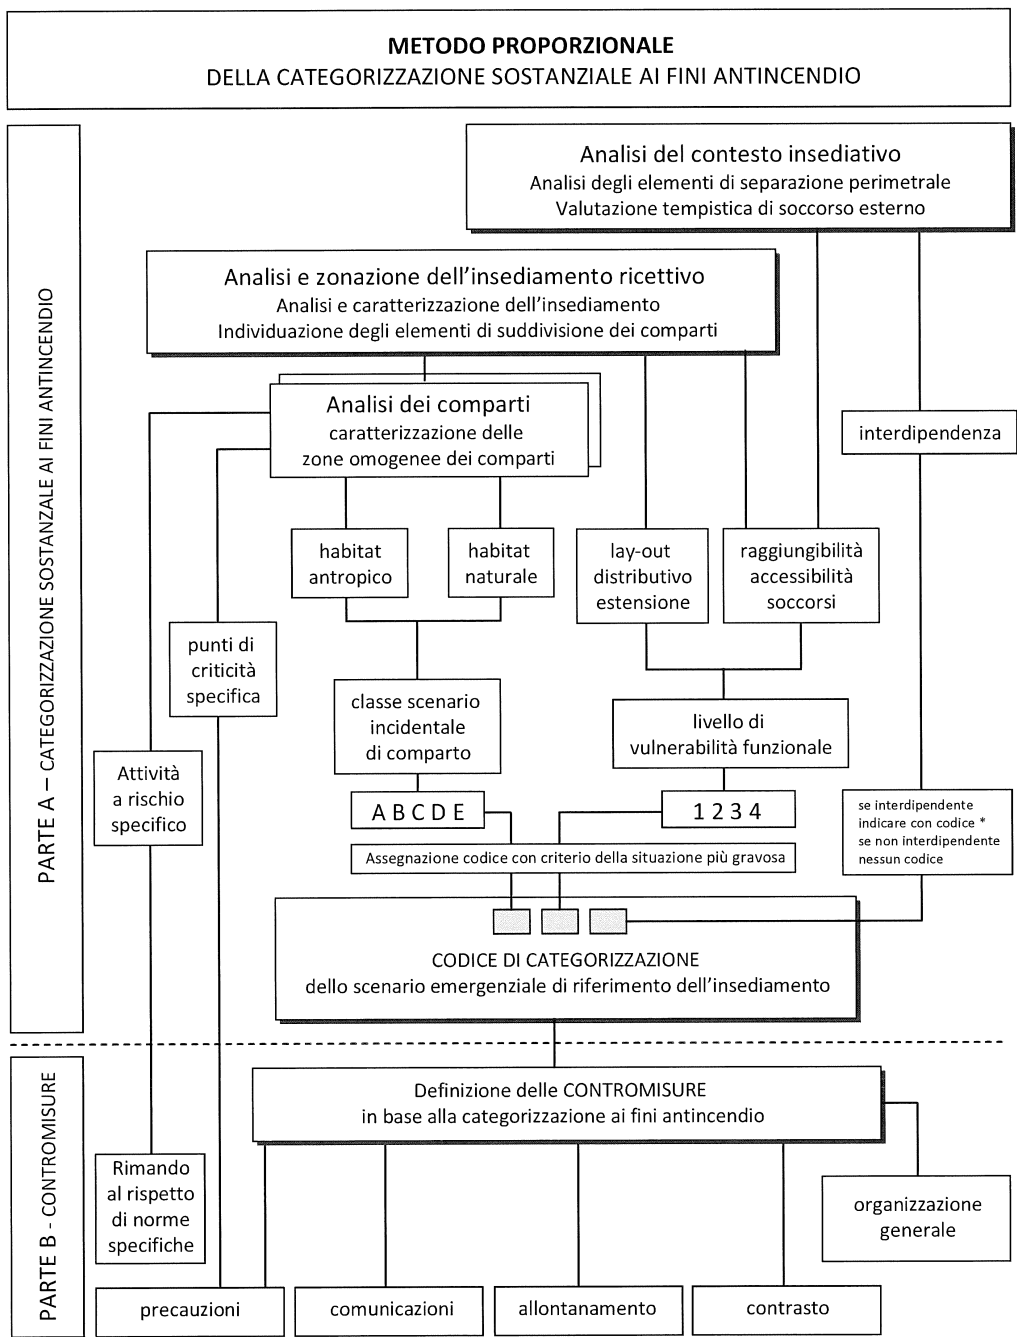 METODO PROPORZIONALE
DELLA CATEGORIZZAZIONE SOSTANZIALE AI FINI ANTINCENDIO
PARTE A – CATEGORIZZAZIONE SOSTANZALE AI FINI ANTINCENDIO
Analisi del contesto insediativo
Analisi degli elementi di separazione perimetrale
Valutazione tempistica di soccorso esterno
Analisi e zonazione dell'insediamento ricettivo
Analisi e caratterizzazione dell'insediamento
Individuazione degli elementi di suddivisione dei comparti
Analisi dei comparti
caratterizzazione delle
zone omogenee dei comparti
interdipendenza
habitat
antropico
habitat
naturale
lay-out
distributivo
estensione
raggiungibilità
accessibilità
soccorsi
punti di
criticità
specifica
classe scenario
incidentale
di comparto
livello di
vulnerabilità funzionale
Attività
a rischio
specifico
A B C D E
1 2 3 4
se interdipendente
indicare con codice *
se non interdipendente
nessun codice
Assegnazione codice con criterio della situazione più gravosa
CODICE DI CATEGORIZZAZIONE
dello scenario emergenziale di riferimento dell'insediamento
PARTE B - CONTROMISURE
Definizione delle CONTROMISURE
in base alla categorizzazione ai fini antincendio
Rimando
al rispetto
di norme
specifiche
organizzazione
generale
precauzioni
comunicazioni
allontanamento
contrasto